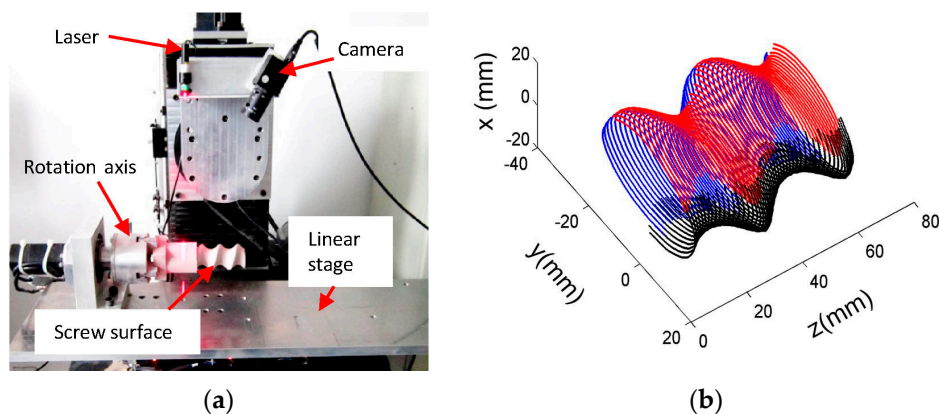 Laser
Camera
Rotation axis
Linear
stage
Screw surface
(a)
20
0
-20
-40
x (mm)
-20
0
20
y(mm)
0
20
40
60
80
z(mm)
(b)